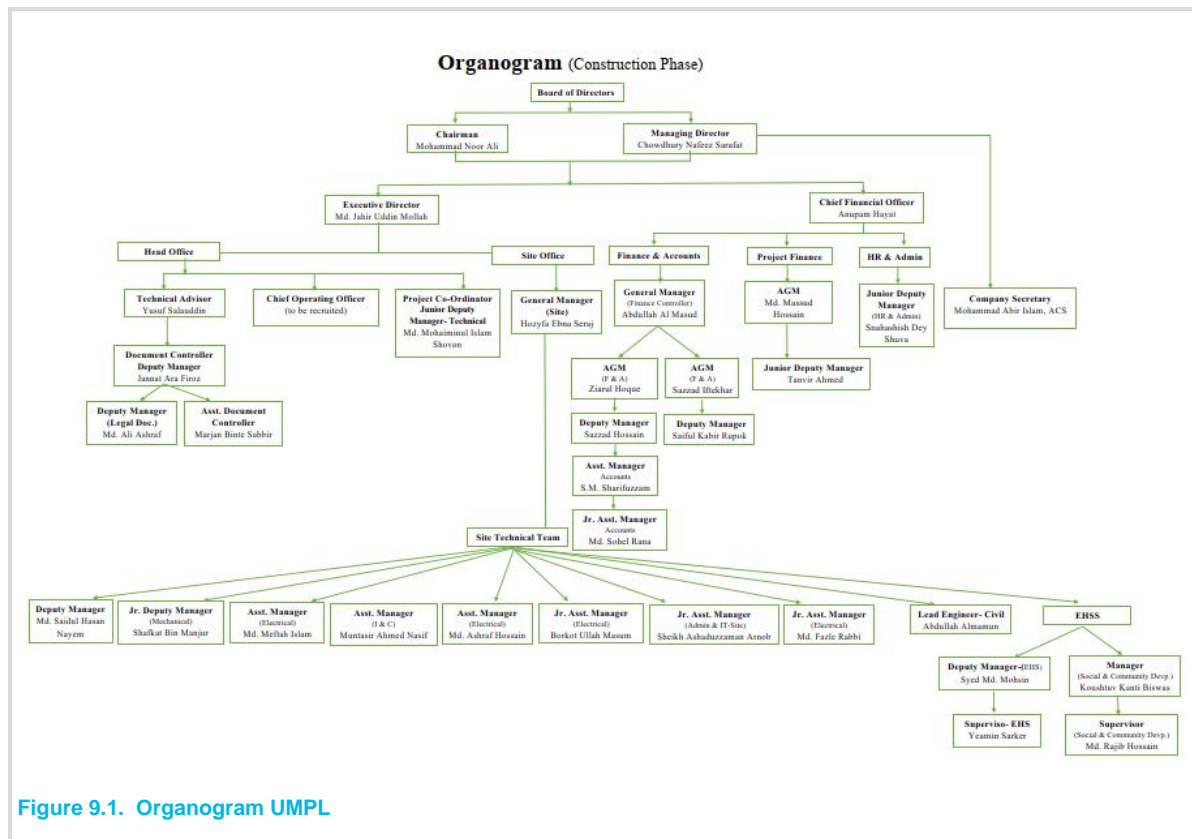 Organogram (Construction Phase)
Board of Directors
Chairman
Mohammad Noor Ali
Managing Director
Chowdhury Nafeez Sarafat
Executive Director
Md. Jahir Uddin Mollah
Chief Financial Officer
Anupam Hayat
Head Office
Site Office
Finance & Accounts
Project Finance
HR & Admin
Technical Advisor
Yusuf Salauddin
Chief Operating Officer
(to be recruited)
Project Co-Ordinator
Junior Deputy
Manager- Technical
Md. Mohaiminul Islam
Shovon
General Manager
(Site)
Hozyfa Ebna Seraj
General Manager
(Finance Controller)
Abdullah Al Masud
AGM
Md. Massud
Hossain
Junior Deputy
Manager
(HR & Admin)
Snahashish Dey
Shuva
Company Secretary
Mohammad Abir Islam, ACS
Document Controller
Deputy Manager
Jannat Ara Firoz
AGM
(F & A)
Ziarul Hoque
AGM
(F & A)
Sazzad Iftekhar
Junior Deputy Manager
Tanvir Ahmed
Deputy Manager
(Legal Doc.)
Md. Ali Ashraf
Asst. Document
Controller
Marjan Binte Sabbir
Deputy Manager
Sazzad Hossain
Deputy Manager
Saiful Kabir Rupok
Asst. Manager
Accounts
S.M. Sharifuzzam
Jr. Asst. Manager
Accounts
Md. Sohel Rana
Site Technical Team
Deputy Manager
Md. Saidul Hasan
Nayem
Jr. Deputy Manager
(Mechanical)
Shafkat Bin Manjur
Asst. Manager
(Electrical)
Md. Meftah Islam
Asst. Manager
(I & C)
Muntasir Ahmed Nasif
Asst. Manager
(Electrical)
Md. Ashraf Hossain
Jr. Asst. Manager
(Electrical)
Borkot Ullah Masum
Jr. Asst. Manager
(Admin & IT-Site)
Sheikh Ashaduzzaman Arnob
Jr. Asst. Manager
(Electrical)
Md. Fazle Rabbi
Lead Engineer- Civil
Abdullah Almamun
EHSS
Deputy Manager-(EHS)
Syed Md. Mohsin
Manager
(Social & Community Devp.)
Koushtuv Kanti Biswas
Superviso- EHS
Yeamin Sarker
Supervisor
(Social & Community Devp.)
Md. Rajib Hossain
Figure 9.1. Organogram UMPL